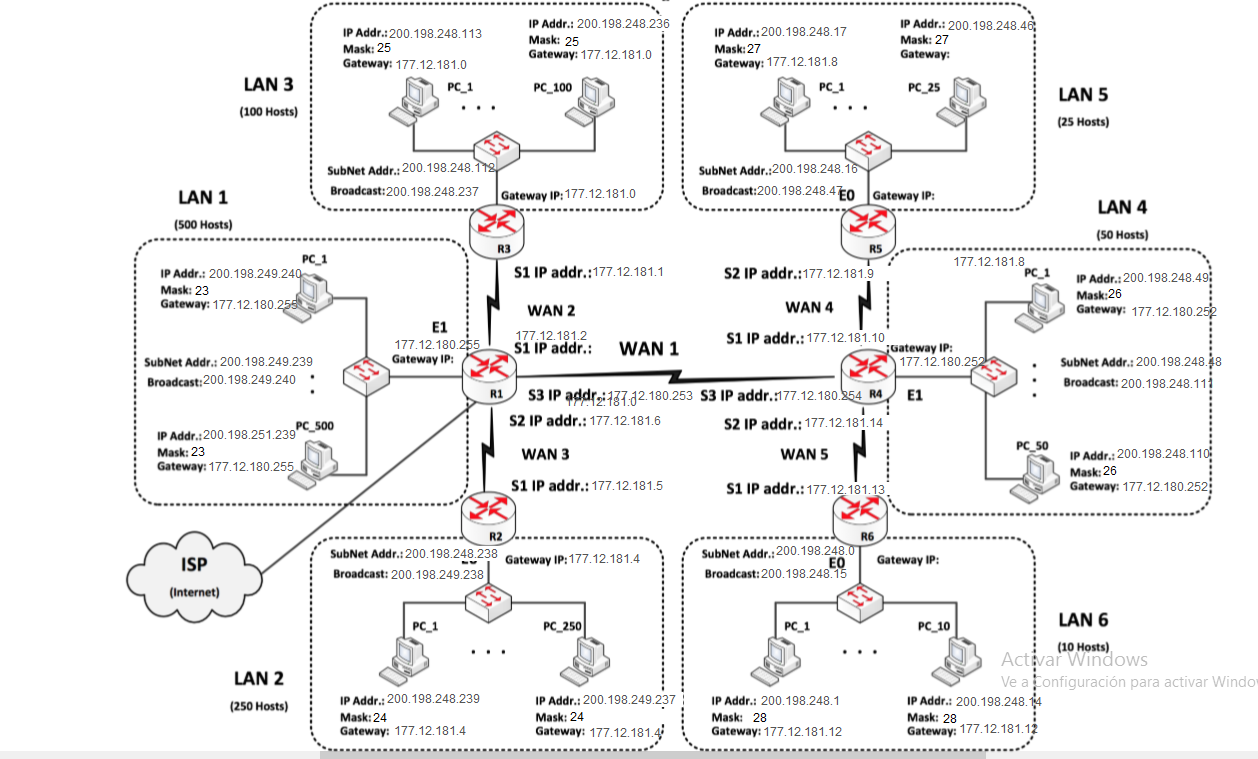 LAN 3
(100 Hosts)
IP Addr.: 200.198.248.113
Mask: 25
Gateway: 177.12.181.0
PC_1
. . .
IP Addr.: 200.198.248.236
Mask: 25
Gateway: 177.12.181.0
PC_100
SubNet Addr.: 200.198.248.112
Broadcast: 200.198.248.237
Gateway IP: 177.12.181.0
R3
LAN 5
(25 Hosts)
IP Addr.: 200.198.248.17
Mask: 27
Gateway: 177.12.181.8
PC_1
. . .
IP Addr.: 200.198.248.46
Mask: 27
Gateway:
PC_25
SubNet Addr.: 200.198.248.16
Broadcast: 200.198.248.47
E0
Gateway IP:
R5
LAN 1
(500 Hosts)
PC_1
IP Addr.: 200.198.249.240
Mask: 23
Gateway: 177.12.180.255
SubNet Addr.: 200.198.249.239
Broadcast: 200.198.249.240
IP Addr.: 200.198.251.239
Mask: 23
Gateway: 177.12.180.255
PC_500
E1
177.12.180.255
Gateway IP:
R1
S1 IP addr.: 177.12.181.1
WAN 2
177.12.181.2
S1 IP addr.:
WAN 1
S3 IP addr.: 177.12.180.253
177.12.181.0
S3 IP addr.: 177.12.180.254
S2 IP addr.: 177.12.181.6
WAN 3
S1 IP addr.: 177.12.181.5
R2
S2 IP addr.: 177.12.181.9
WAN 4
S1 IP addr.: 177.12.181.10
R4
E1
S2 IP addr.: 177.12.181.14
WAN 5
S1 IP addr.: 177.12.181.13
R6
LAN 4
(50 Hosts)
177.12.181.8
PC_1
IP Addr.: 200.198.248.49
Mask: 26
Gateway: 177.12.180.252
Gateway IP:
177.12.180.252
SubNet Addr.: 200.198.248.48
Broadcast: 200.198.248.111
PC_50
IP Addr.: 200.198.248.110
Mask: 26
Gateway: 177.12.180.252
ISP
(Internet)
LAN 2
(250 Hosts)
SubNet Addr.: 200.198.248.238
Broadcast: 200.198.249.238
Gateway IP: 177.12.181.4
PC_1
. . .
PC_250
IP Addr.: 200.198.248.239
Mask: 24
Gateway: 177.12.181.4
IP Addr.: 200.198.249.237
Mask: 24
Gateway: 177.12.181.4
LAN 6
(10 Hosts)
SubNet Addr.: 200.198.248.0
Broadcast: 200.198.248.15
E0
Gateway IP:
PC_1
. . .
PC_10
IP Addr.: 200.198.248.1
Mask: 28
Gateway: 177.12.181.12
IP Addr.: 200.198.248.14
Mask: 28
Gateway: 177.12.181.12
Activar Windows
Ve a Configuración para activar Windo